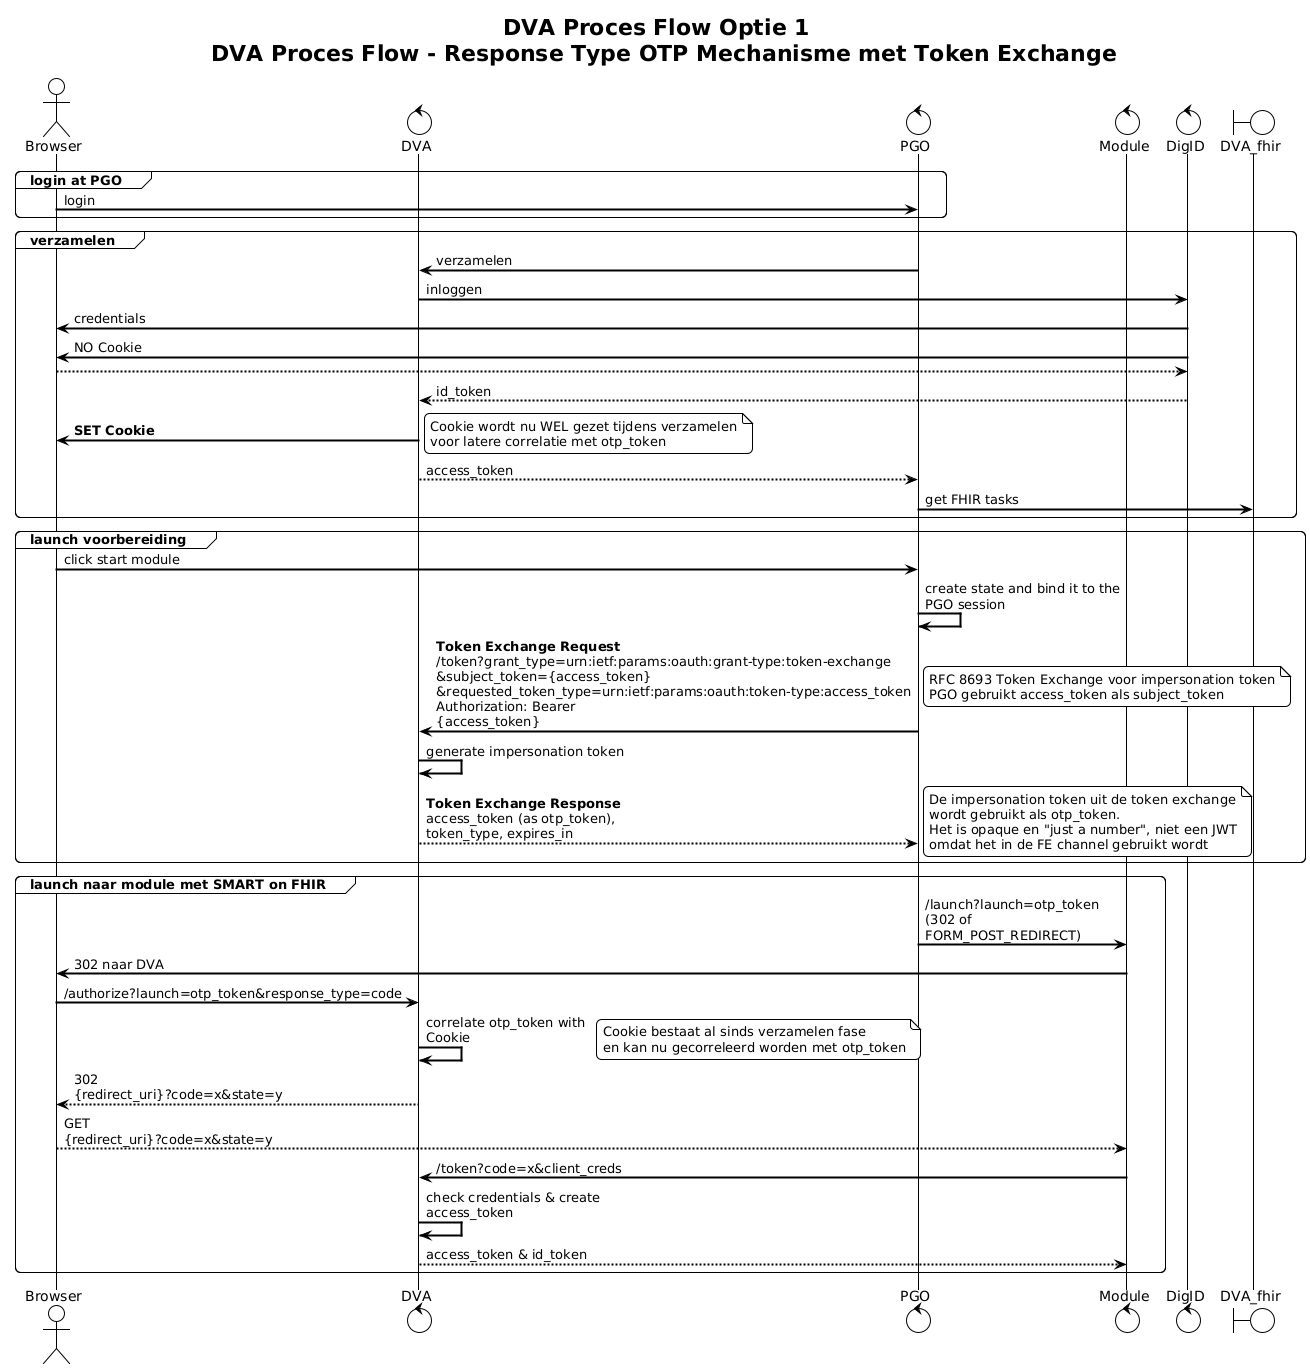 DVA Proces Flow Optie 1
DVA Proces Flow - Response Type OTP Mechanisme met Token Exchange
Browser
DVA
PGO
Module
DigID
DVA_fhir
login at PGO
login
verzamelen
verzamelen
inloggen
credentials
NO Cookie
id_token
SET Cookie
Cookie wordt nu WEL gezet tijdens verzamelen
voor latere correlatie met otp_token
access_token
get FHIR tasks
launch voorbereiding
click start module
create state and bind it to the
PGO session
Token Exchange Request
/token?grant_type=urn:ietf:params:oauth:grant-type:token-exchange
&subject_token={access_token}
&requested_token_type=urn:ietf:params:oauth:token-type:access_token
Authorization: Bearer
{access_token}
RFC 8693 Token Exchange voor impersonation token
PGO gebruikt access_token als subject_token
generate impersonation token
Token Exchange Response
access_token (as otp_token),
token_type, expires_in
De impersonation token uit de token exchange
wordt gebruikt als otp_token.
Het is opaque en "just a number", niet een JWT
omdat het in de FE channel gebruikt wordt
launch naar module met SMART on FHIR
/launch?launch=otp_token
(302 of
FORM_POST_REDIRECT)
302 naar DVA
/authorize?launch=otp_token&response_type=code
correlate otp_token with
Cookie
Cookie bestaat al sinds verzamelen fase
en kan nu gecorreleerd worden met otp_token
302
{redirect_uri}?code=x&state=y
GET
{redirect_uri}?code=x&state=y
/token?code=x&client_creds
check credentials & create
access_token
access_token & id_token
Browser
DVA
PGO
Module
DigID
DVA_fhir